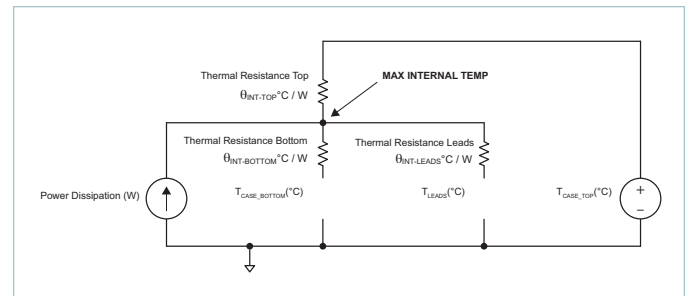 Thermal Resistance Top
θINT-TOP°C / W
MAX INTERNAL TEMP
Thermal Resistance Bottom
θINT-BOTTOM°C / W
Thermal Resistance Leads
θINT-LEADS°C / W
Power Dissipation (W)
TCASE_BOTTOM(°C)
TLEADS(°C)
TCASE_TOP(°C)
+
–